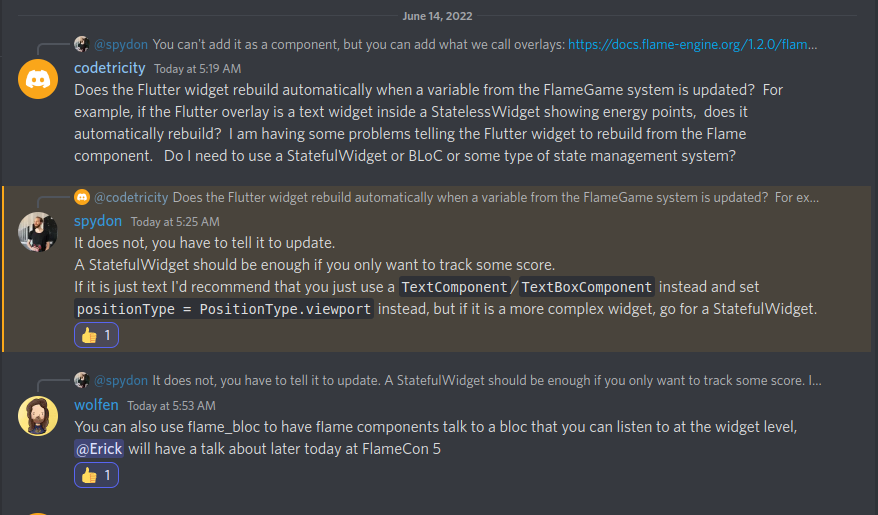 June 14, 2022
@spydon You can't add it as a component, but you can add what we call overlays: https://docs.flame-engine.org/1.2.0/flam...
codetricity Today at 5:19 AM
Does the Flutter widget rebuild automatically when a variable from the FlameGame system is updated? For
example, if the Flutter overlay is a text widget inside a StatelessWidget showing energy points, does it
automatically rebuild? I am having some problems telling the Flutter widget to rebuild from the Flame
component. Do I need to use a StatefulWidget or BLoC or some type of state management system?
@codetricity Does the Flutter widget rebuild automatically when a variable from the FlameGame system is updated? For ex...
spydon Today at 5:25 AM
It does not, you have to tell it to update.
A StatefulWidget should be enough if you only want to track some score.
If it is just text I'd recommend that you just use a TextComponent/TextBoxComponent instead and set
positionType = PositionType.viewport instead, but if it is a more complex widget, go for a StatefulWidget.
👍 1
@spydon It does not, you have to tell it to update. A StatefulWidget should be enough if you only want to track some score. I...
wolfen Today at 5:53 AM
You can also use flame_bloc to have flame components talk to a bloc that you can listen to at the widget level,
@Erick will have a talk about later today at FlameCon 5
👍 1